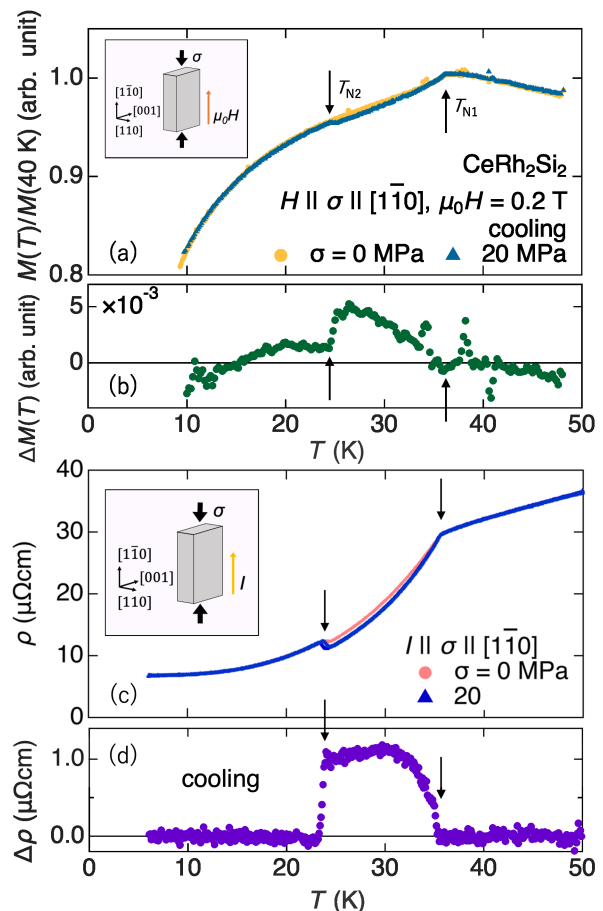 M(T)/M(40 K) (arb. unit)
1.0
0.9
0.8
σ
[11̅0]
[001]
[110]
μ₀H
T_N2
T_N1
CeRh₂Si₂
H || σ || [11̅0], μ₀H = 0.2 T
cooling
(a)
σ = 0 MPa
20 MPa
ΔM(T) (arb. unit)
×10⁻³
5
0
(b)
0
10
20
30
40
50
T (K)
ρ (μΩcm)
40
30
20
10
0
σ
[11̅0]
[001]
[110]
I
I || σ || [11̅0]
σ = 0 MPa
20
(c)
Δρ (μΩcm)
1.0
0.0
(d)
cooling
0
10
20
30
40
50
T (K)